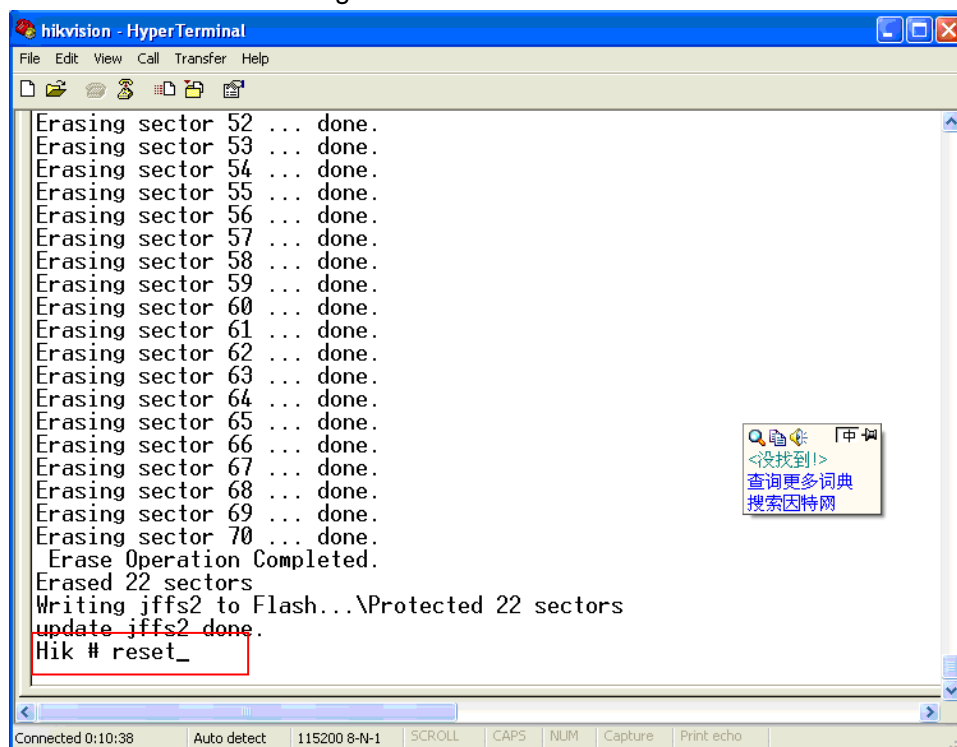 hikvision - HyperTerminal
File Edit View Call Transfer Help
Erasing sector 52 ... done.
Erasing sector 53 ... done.
Erasing sector 54 ... done.
Erasing sector 55 ... done.
Erasing sector 56 ... done.
Erasing sector 57 ... done.
Erasing sector 58 ... done.
Erasing sector 59 ... done.
Erasing sector 60 ... done.
Erasing sector 61 ... done.
Erasing sector 62 ... done.
Erasing sector 63 ... done.
Erasing sector 64 ... done.
Erasing sector 65 ... done.
Erasing sector 66 ... done.
Erasing sector 67 ... done.
Erasing sector 68 ... done.
Erasing sector 69 ... done.
Erasing sector 70 ... done.
Erase Operation Completed.
Erased 22 sectors
Writing jffs2 to Flash...\Protected 22 sectors
update jffs2 done.
Hik # reset_
中
<没找到!>
查询更多词典
搜索因特网
Connected 0:10:38 Auto detect 115200 8-N-1 SCROLL CAPS NUM Capture Print echo